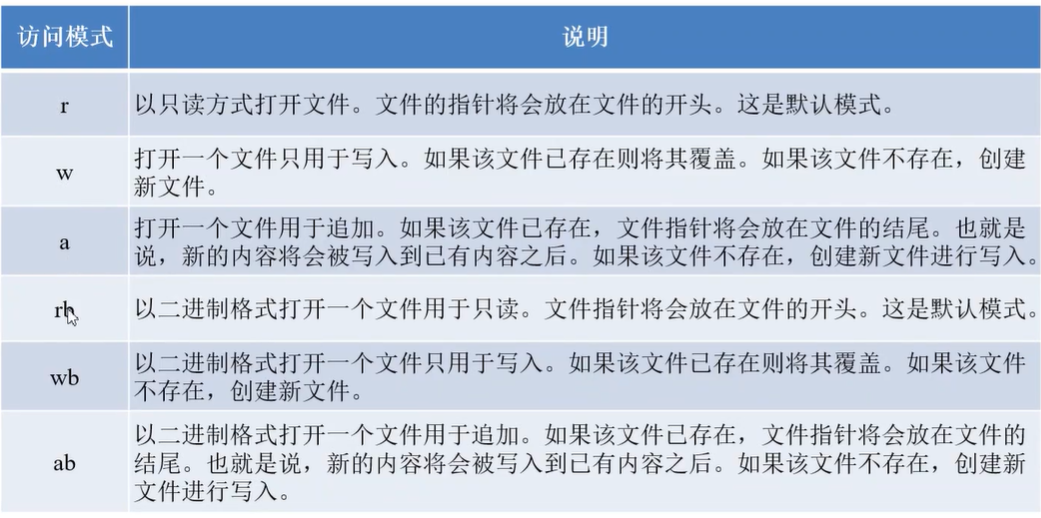 访问模式 说明
r 以只读方式打开文件。文件的指针将会放在文件的开头。这是默认模式。
w 打开一个文件只用于写入。如果该文件已存在则将其覆盖。如果该文件不存在，创建
新文件。
a 打开一个文件用于追加。如果该文件已存在，文件指针将会放在文件的结尾。也就是
说，新的内容将会被写入到已有内容之后。如果该文件不存在，创建新文件进行写入。
rb 以二进制格式打开一个文件用于只读。文件指针将会放在文件的开头。这是默认模式。
wb 以二进制格式打开一个文件只用于写入。如果该文件已存在则将其覆盖。如果该文件
不存在，创建新文件。
ab 以二进制格式打开一个文件用于追加。如果该文件已存在，文件指针将会放在文件的
结尾。也就是说，新的内容将会被写入到已有内容之后。如果该文件不存在，创建新
文件进行写入。